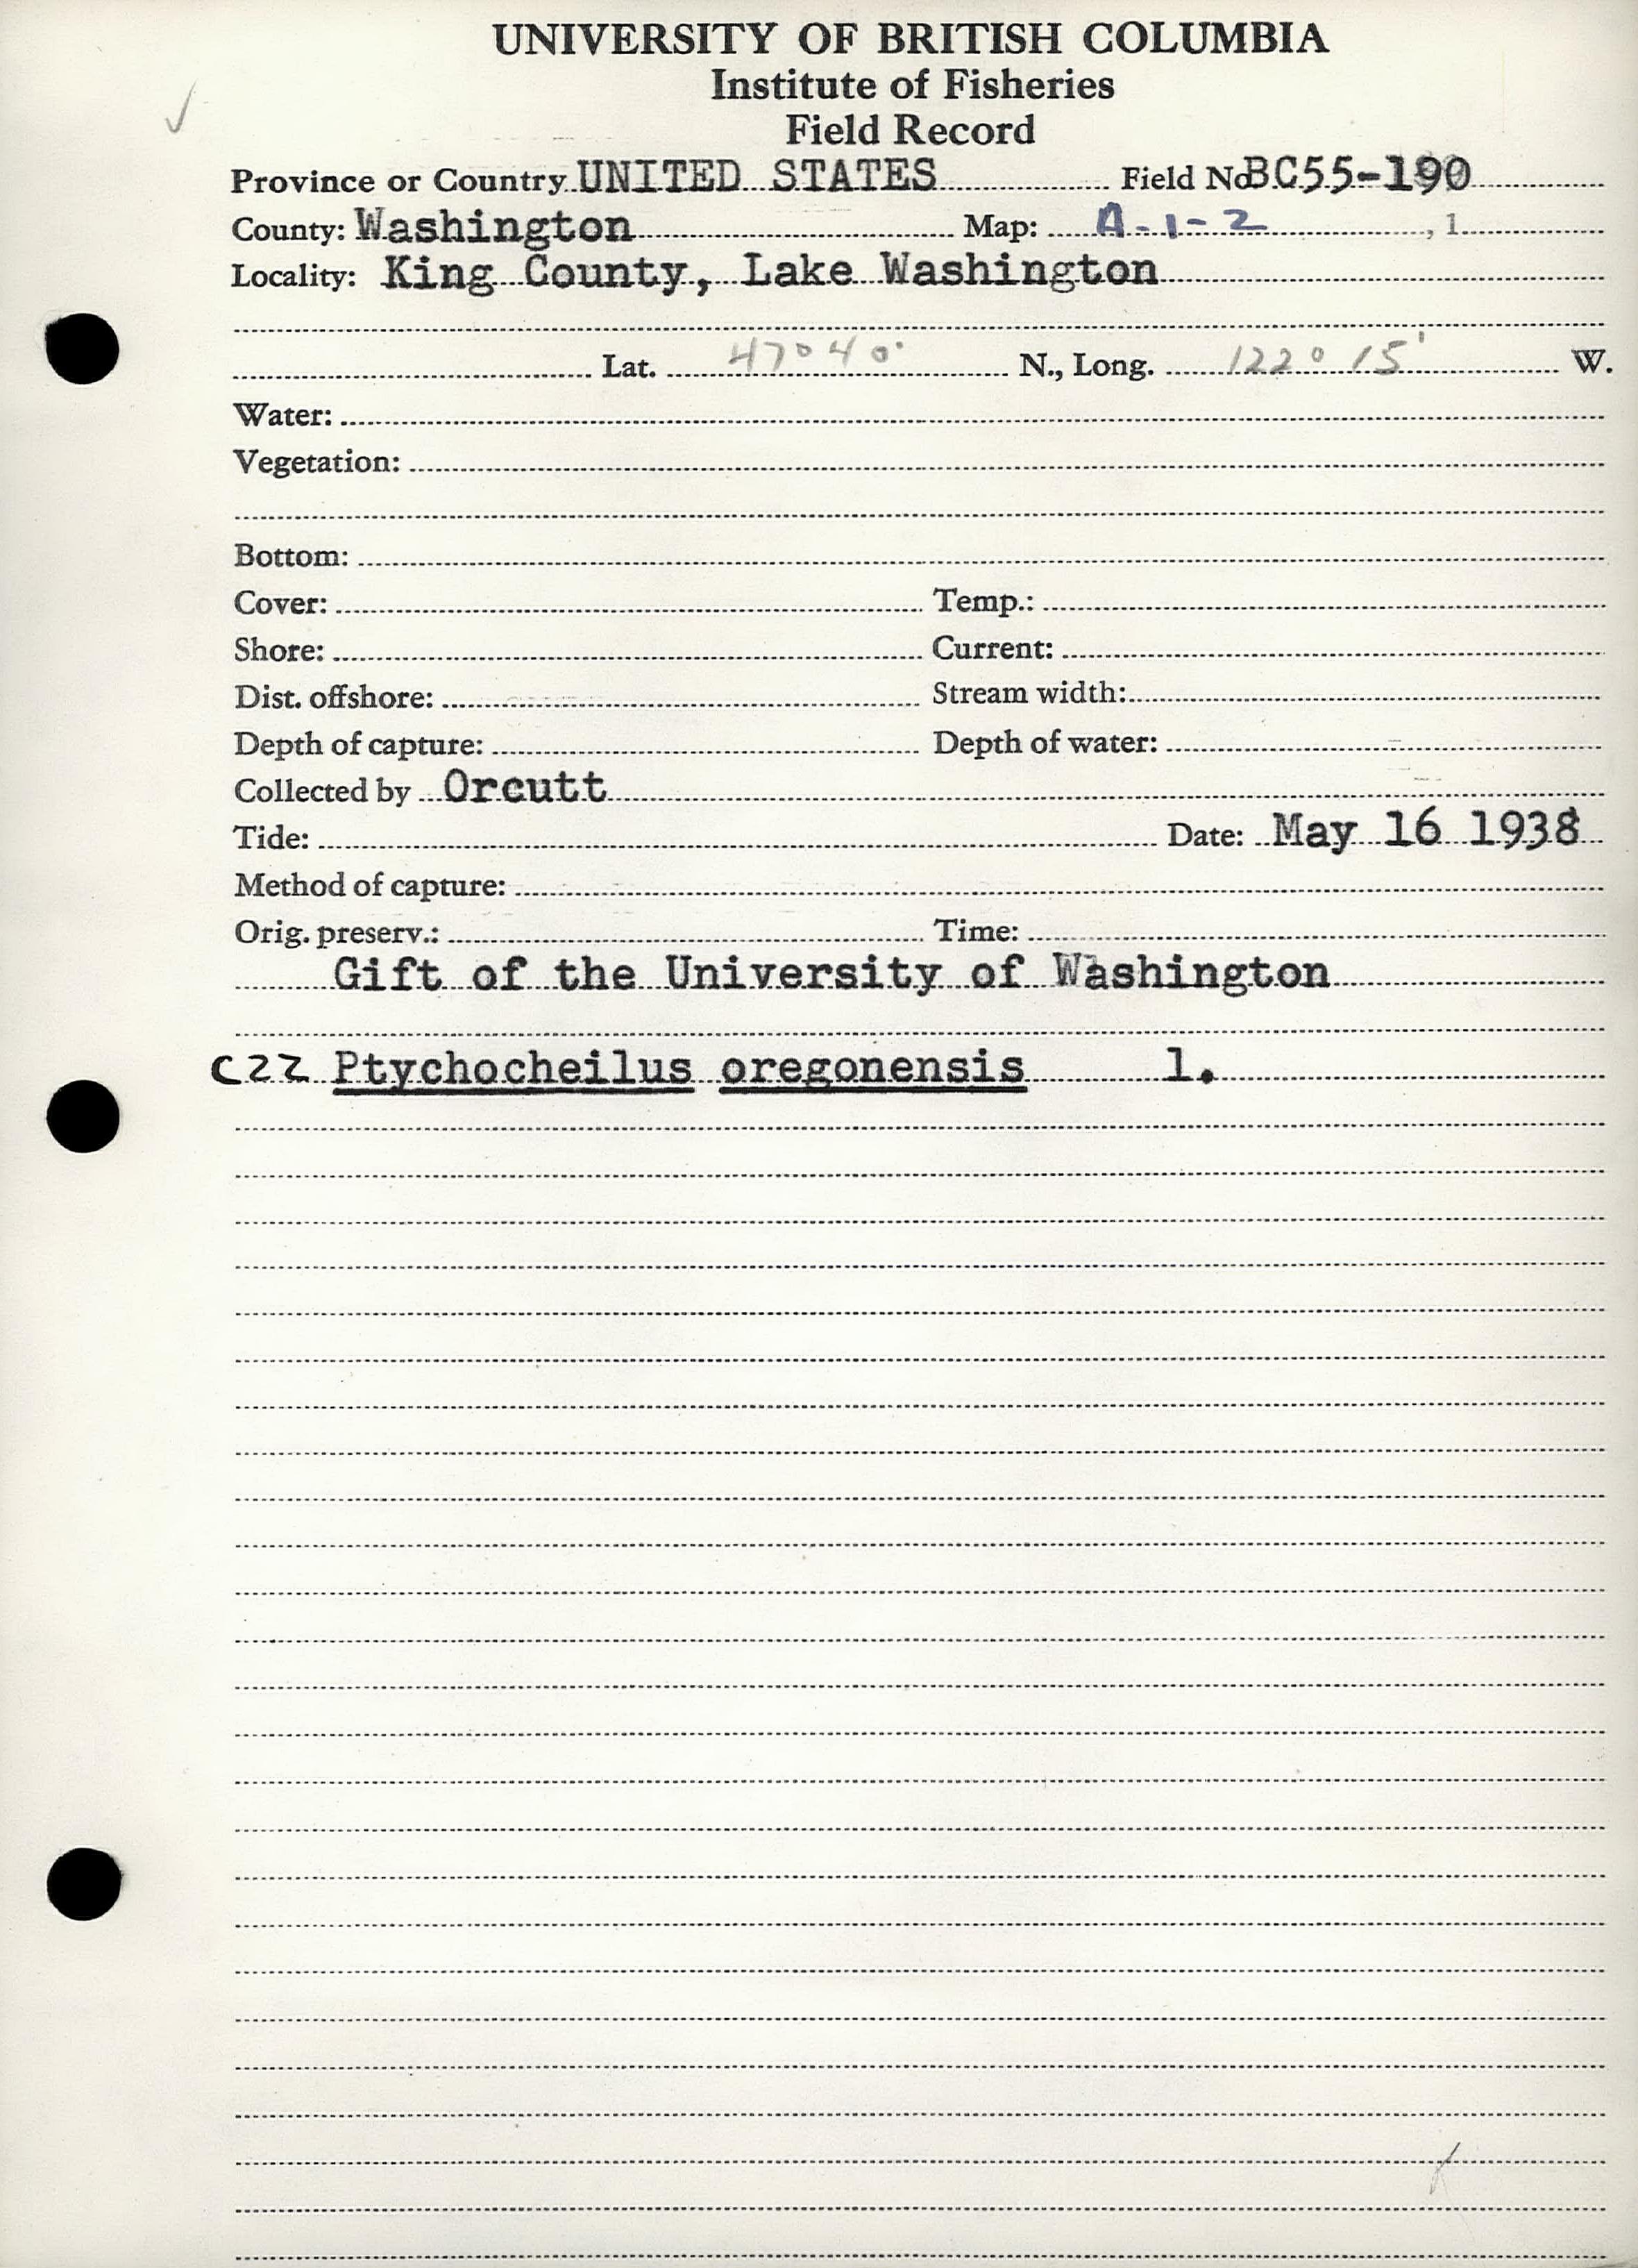 UNIVERSITY OF BRITISH COLUMBIA
Institute of Fisheries
Field Record
Province or Country UNITED STATES Field No BC55-190
County: Washington Map: A-1-2 , 1
Locality: King County, Lake Washington
Lat. 47° 40' N., Long. 122° 15' W.
Water:
Vegetation:
Bottom:
Cover: Temp.:
Shore: Current:
Dist. offshore: Stream width:
Depth of capture: Depth of water:
Collected by Orcutt
Tide: Date: May 16 1938
Method of capture:
Orig. preserv.: Time:
Gift of the University of Washington
C22 Ptychocheilus oregonensis 1.